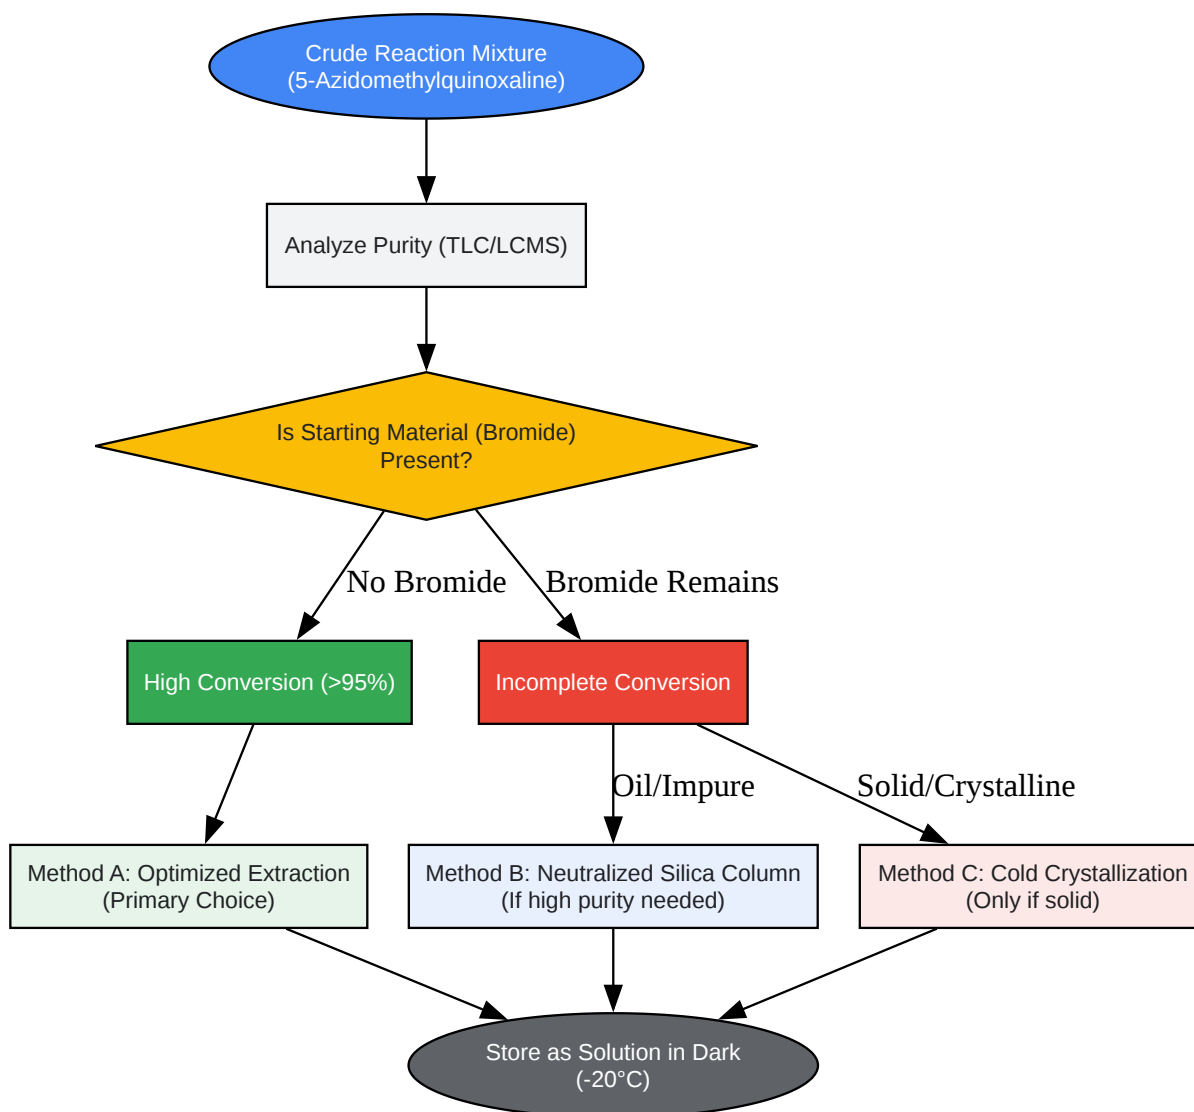 Crude Reaction Mixture
(5-Azidomethylquinoxaline)
Analyze Purity (TLC/LCMS)
Is Starting Material (Bromide)
Present?
No Bromide
Bromide Remains
High Conversion (>95%)
Incomplete Conversion
Oil/Impure
Solid/Crystalline
Method A: Optimized Extraction
(Primary Choice)
Method B: Neutralized Silica Column
(If high purity needed)
Method C: Cold Crystallization
(Only if solid)
Store as Solution in Dark
(-20°C)